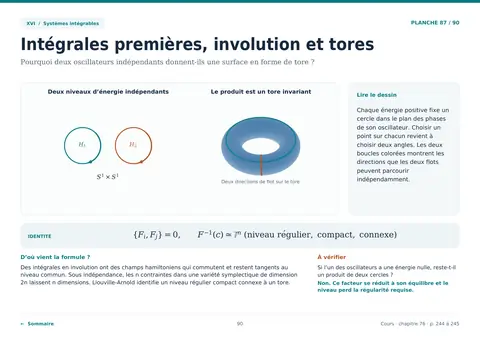 XVI / Systèmes intégrables
PLANCHE 87 / 90
Intégrales premières, involution et tores
Pourquoi deux oscillateurs indépendants donnent-ils une surface en forme de tore ?
Deux niveaux d'énergie indépendants
Le produit est un tore invariant
H₁
H₂
S¹ × S¹
Deux directions de flot sur le tore
Lire le dessin
Chaque énergie positive fixe un
cercle dans le plan des phases
de son oscillateur. Choisir un
point sur chacun revient à
choisir deux angles. Les deux
boucles colorées montrent les
directions que les deux flots
peuvent parcourir
indépendamment.
IDENTITÉ
{Fᵢ, Fⱼ} = 0, F⁻¹(c) ≃ 𝕋ⁿ (niveau régulier, compact, connexe)
D'où vient la formule ?
Des intégrales en involution ont des champs hamiltoniens qui commutent et restent tangents au
niveau commun. Sous indépendance, les n contraintes dans une variété symplectique de dimension
2n laissent n dimensions. Liouville-Arnold identifie un niveau régulier compact connexe à un tore.
À vérifier
Si l'un des oscillateurs a énergie nulle, reste-t-il
un produit de deux cercles ?
Non. Ce facteur se réduit à son équilibre et le
niveau perd la régularité requise.
← Sommaire
90
Cours · chapitre 76 · p. 244 à 245